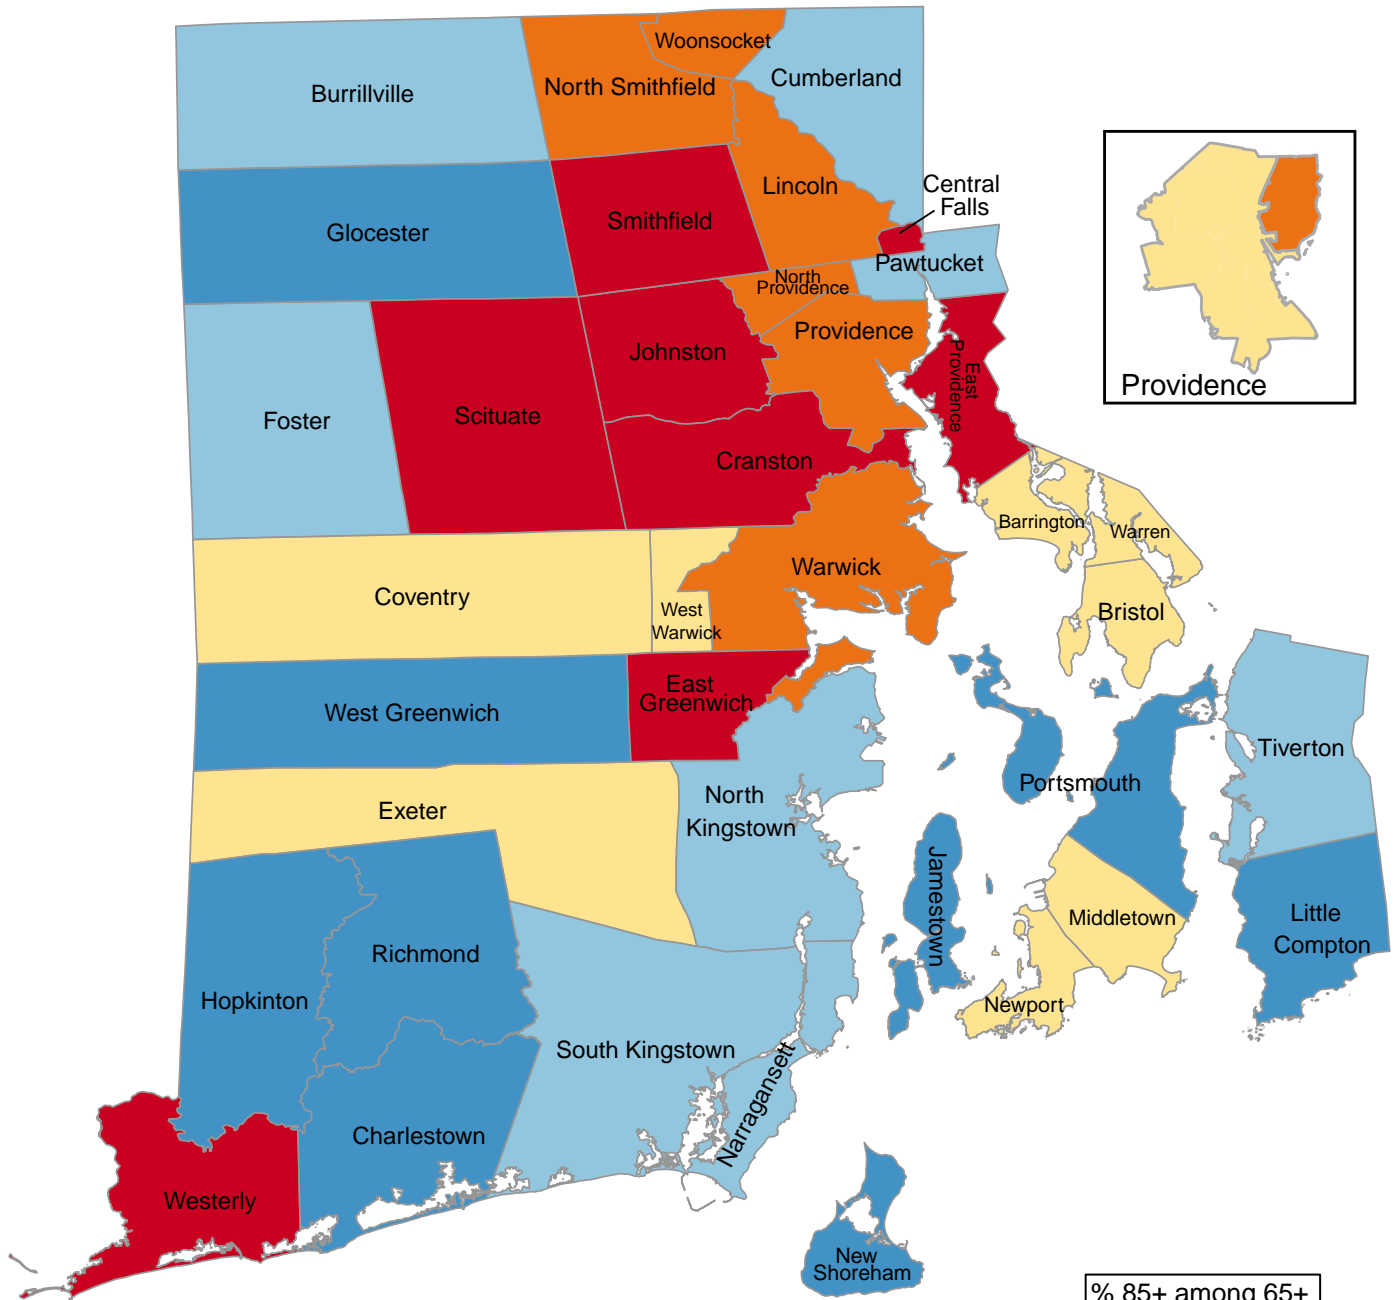 Woonsocket
Cumberland
Burrillville
North Smithfield
Central
Falls
Lincoln
Smithfield
Glocester
Pawtucket
North
Providence
Providence
Johnston
East
Providence
Providence
Foster
Scituate
Cranston
Barrington
Warren
Warwick
Coventry
West
Warwick
Bristol
East
Greenwich
West Greenwich
Tiverton
Portsmouth
North
Kingstown
Exeter
Jamestown
Middletown
Little
Compton
Richmond
Hopkinton
Newport
South Kingstown
Narragansett
Charlestown
Westerly
New
Shoreham
% 85+ among 65+